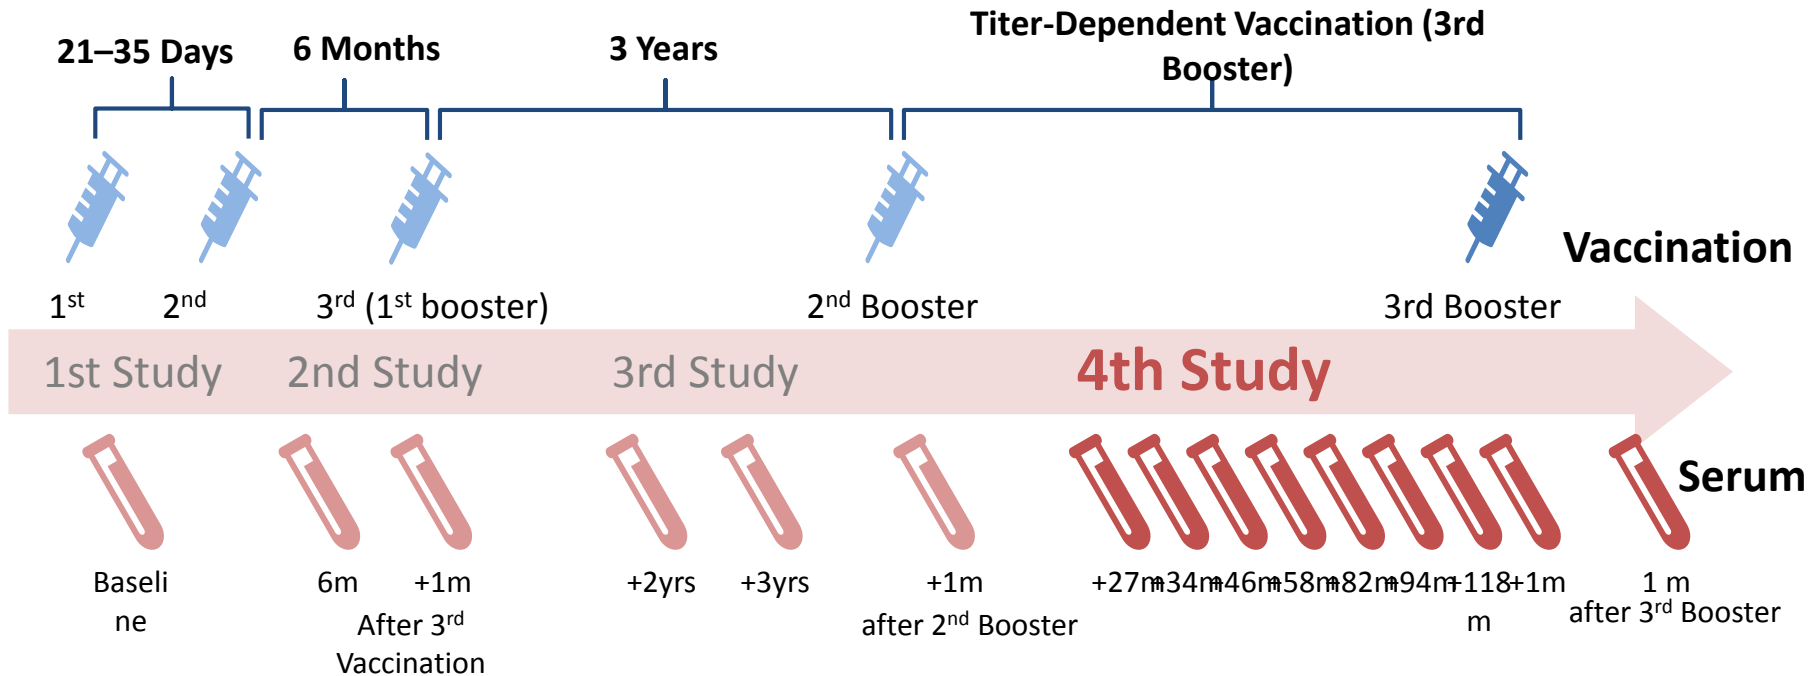 21–35 Days
6 Months
3 Years
Titer-Dependent Vaccination (3rd
Booster)
Vaccination
1st
2nd
3rd (1st booster)
2nd Booster
3rd Booster
1st Study
2nd Study
3rd Study
4th Study
Serum
Baseli
ne
6m
+1m
After 3rd
Vaccination
+2yrs
+3yrs
+1m
after 2nd Booster
+27m
+34m
+46m
+58m
+82m
+94m
+118
m
+1m
1 m
after 3rd Booster